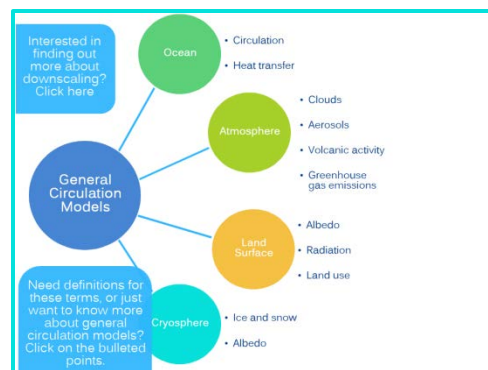 Interested in
finding out
more about
downscaling?
Click here
Ocean
• Circulation
• Heat transfer
Atmosphere
• Clouds
• Aerosols
• Volcanic activity
• Greenhouse
gas emissions
General
Circulation
Models
Land
Surface
• Albedo
• Radiation
• Land use
Need definitions for
these terms, or just
want to know more
about general
circulation models?
Click on the bulleted
points.
Cryosphere
• Ice and snow
• Albedo